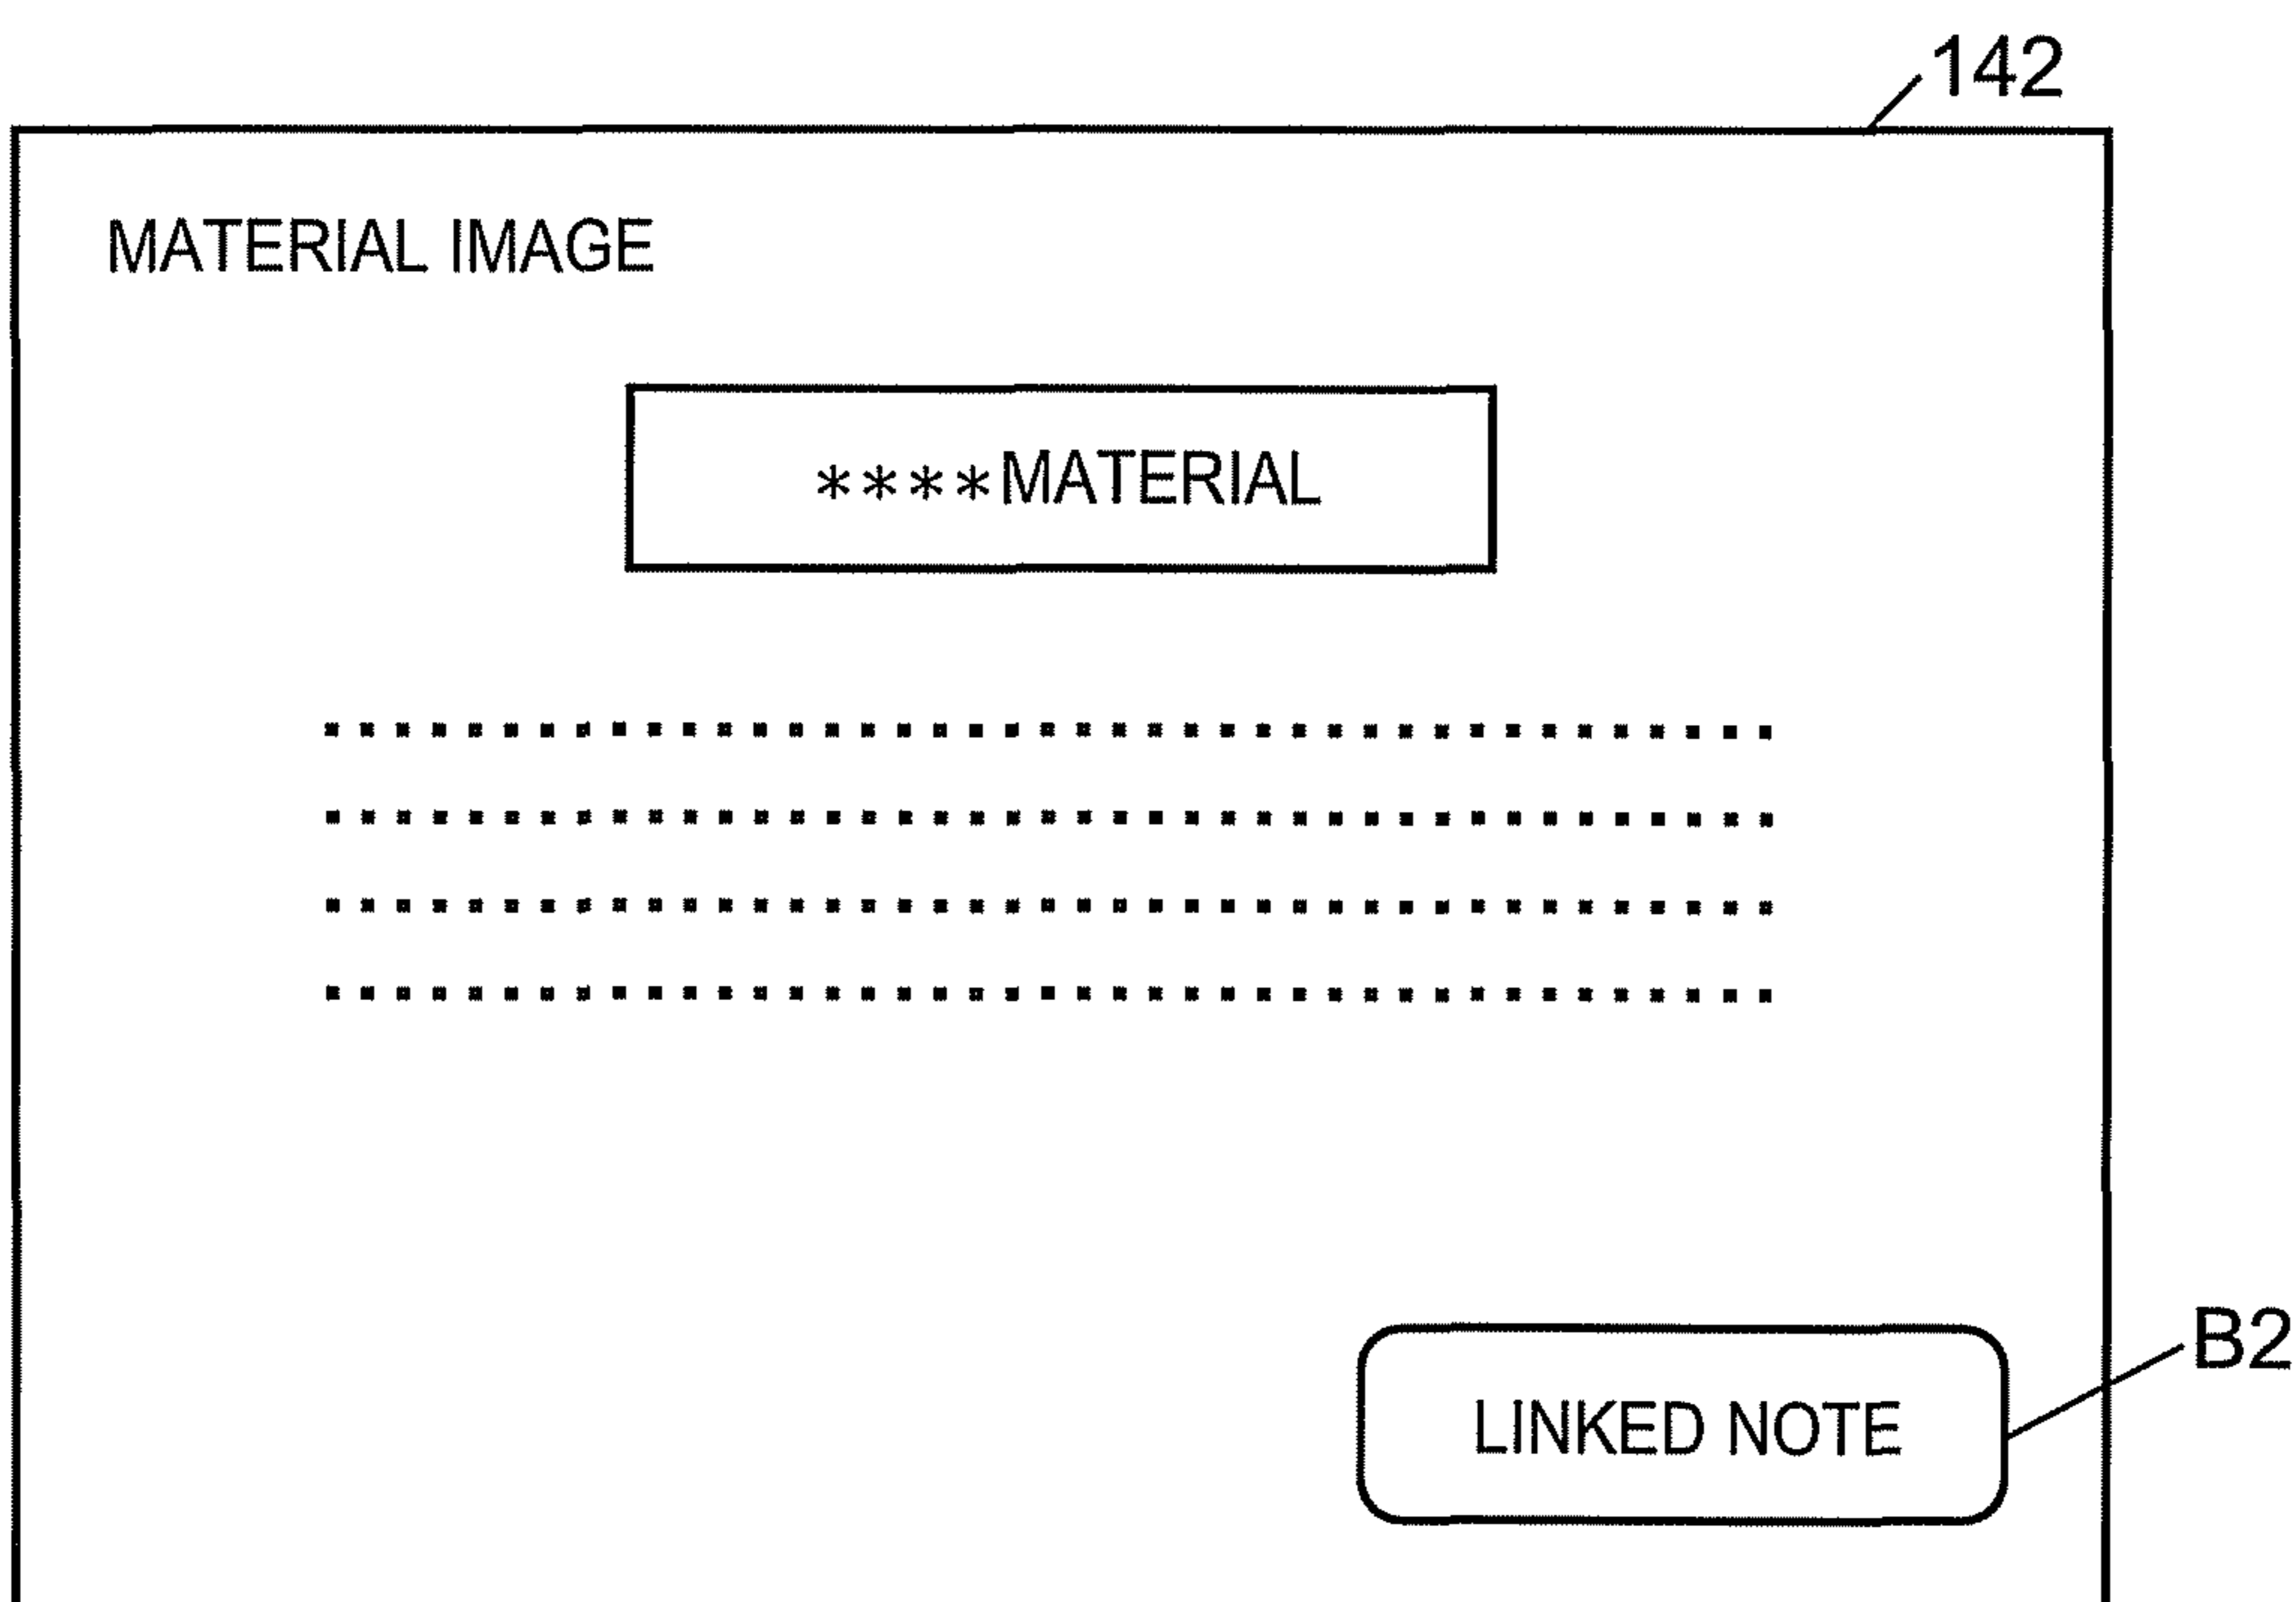 142
MATERIAL IMAGE
****MATERIAL
LINKED NOTE
B2